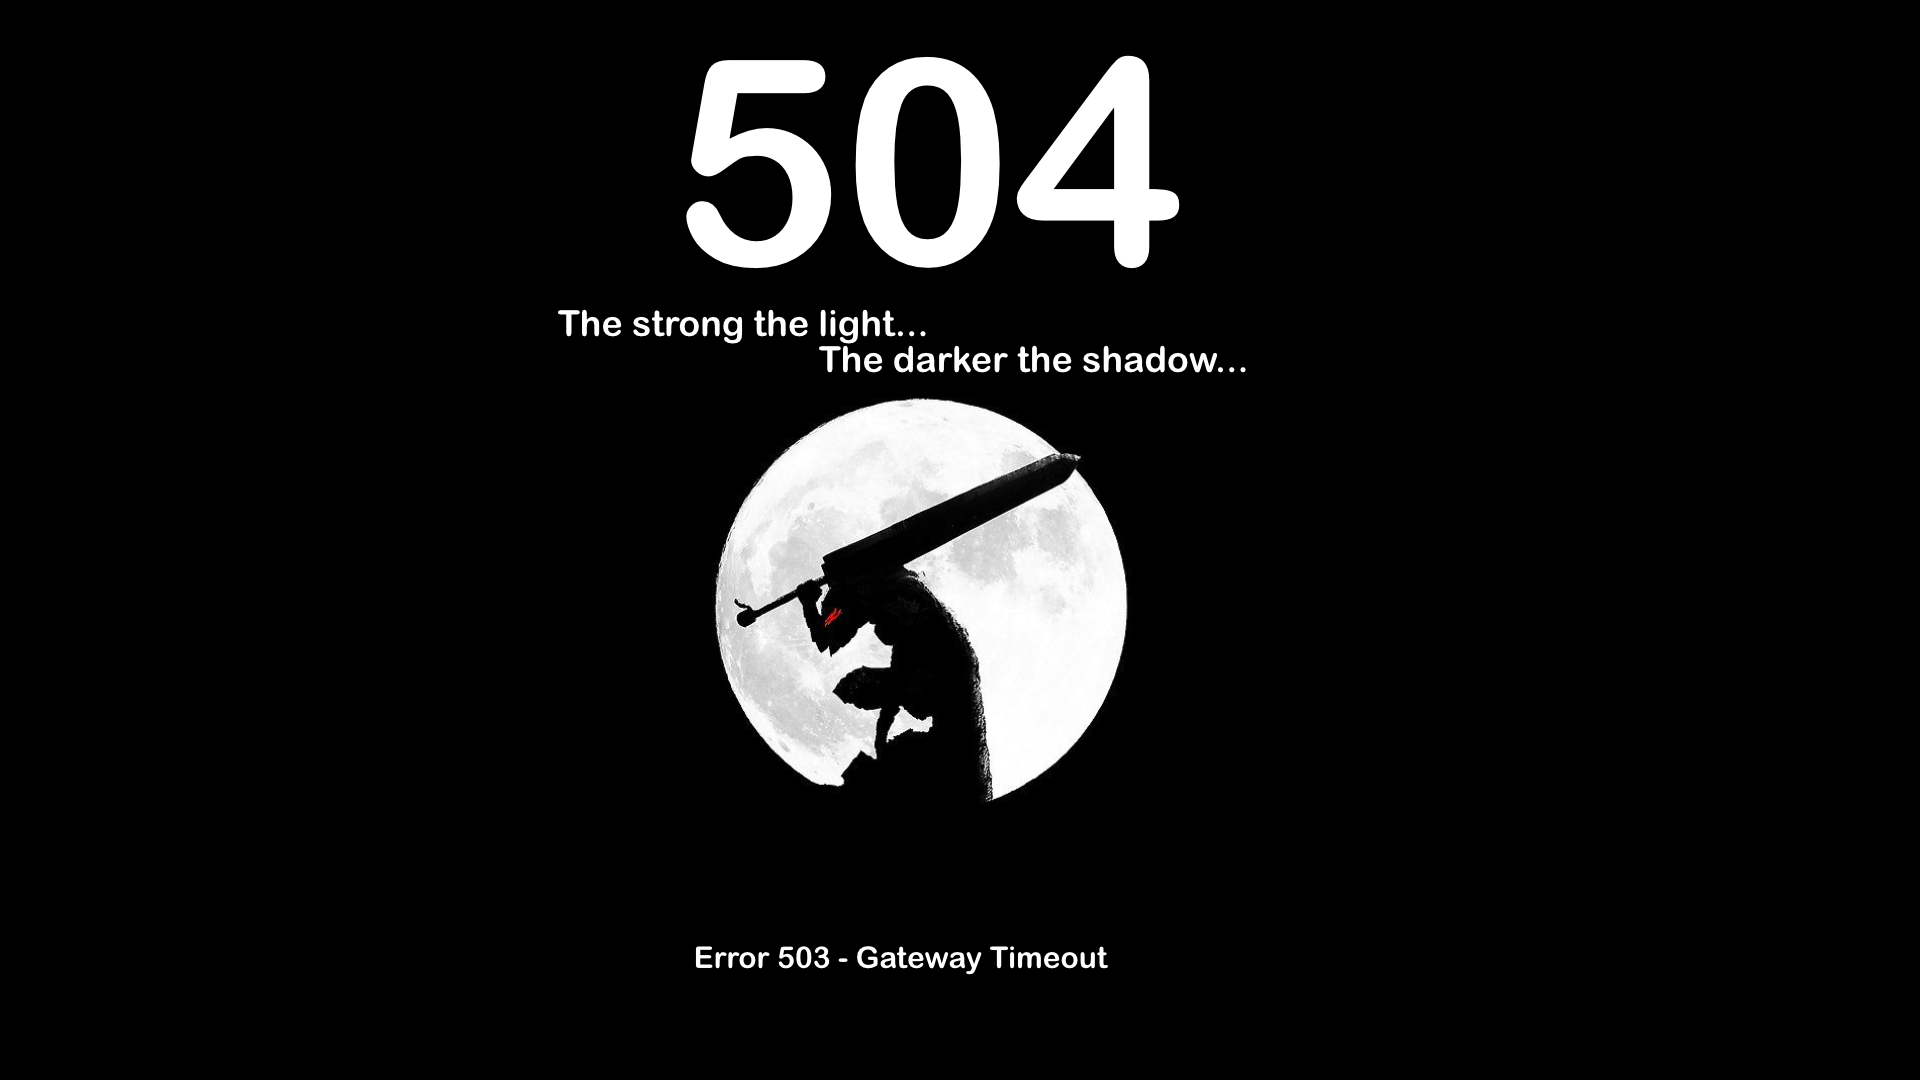 504
The strong the light...
The darker the shadow...
Error 503 - Gateway Timeout